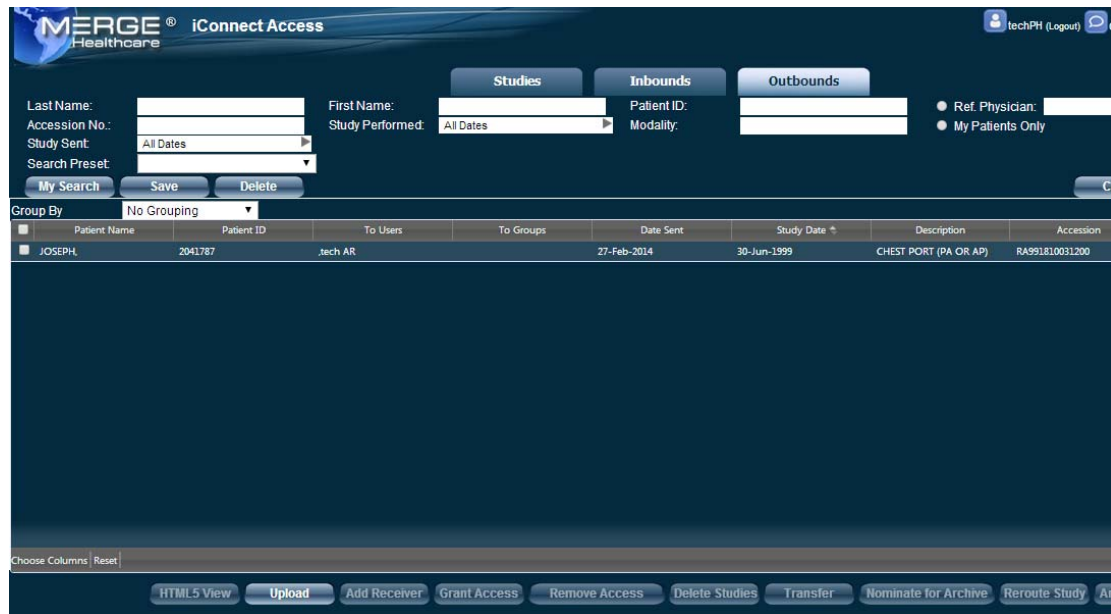 MERGE ® iConnect Access
Healthcare
techPH (Logout)
Studies Inbounds Outbounds
Last Name: First Name: Patient ID: Ref. Physician:
Accession No.: Study Performed: All Dates Modality: My Patients Only
Study Sent: All Dates
Search Preset:
My Search Save Delete C
Group By No Grouping
Patient Name Patient ID To Users To Groups Date Sent Study Date Description Accession
JOSEPH, 2041787 ,tech AR 27-Feb-2014 30-Jun-1999 CHEST PORT (PA OR AP) RA991810031200
Choose Columns Reset
HTML5 View Upload Add Receiver Grant Access Remove Access Delete Studies Transfer Nominate for Archive Reroute Study